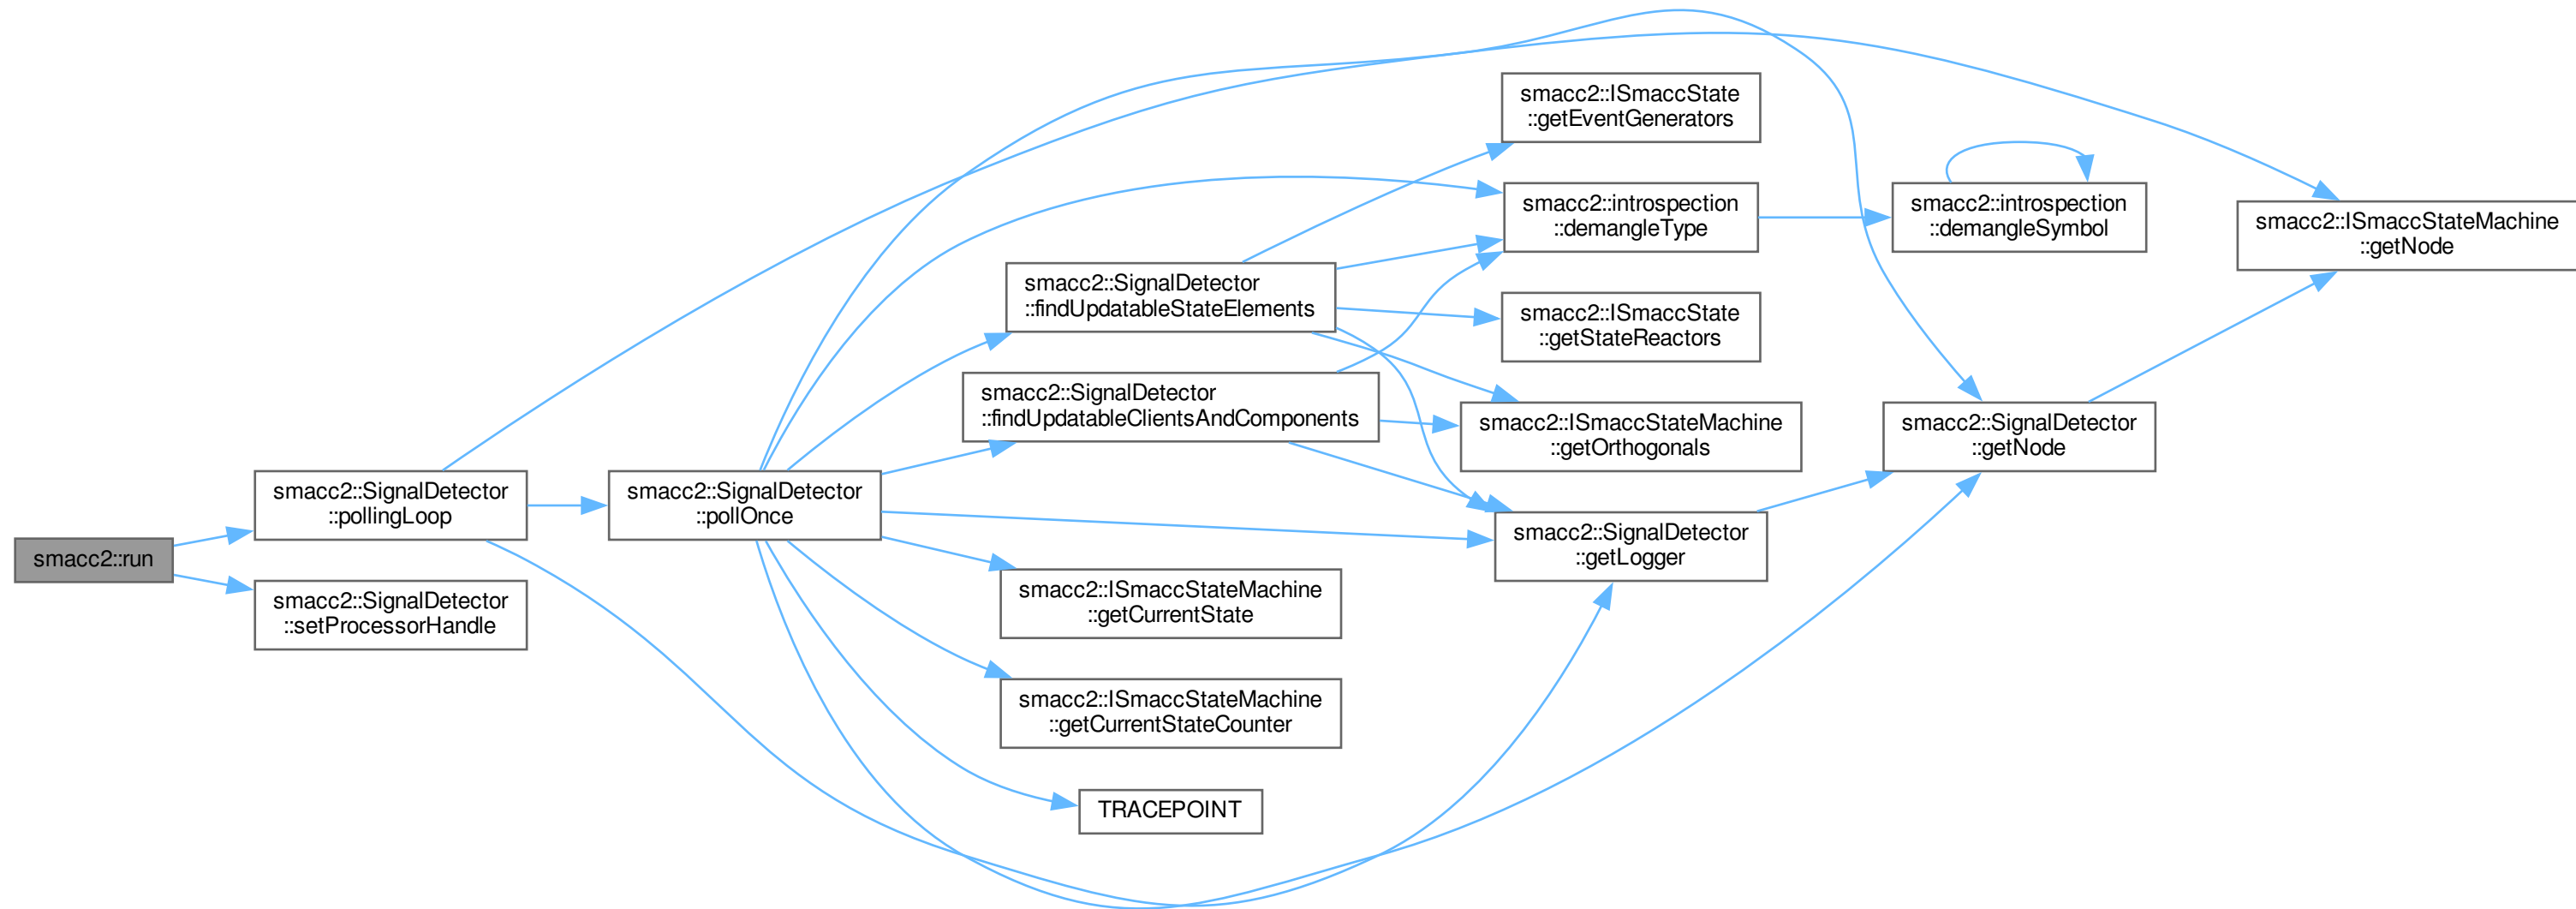 smacc2::run
smacc2::SignalDetector
::pollingLoop
smacc2::SignalDetector
::setProcessorHandle
smacc2::SignalDetector
::pollOnce
smacc2::SignalDetector
::findUpdatableStateElements
smacc2::SignalDetector
::findUpdatableClientsAndComponents
smacc2::ISmaccStateMachine
::getCurrentState
smacc2::ISmaccStateMachine
::getCurrentStateCounter
TRACEPOINT
smacc2::ISmaccState
::getEventGenerators
smacc2::introspection
::demangleType
smacc2::ISmaccState
::getStateReactors
smacc2::ISmaccStateMachine
::getOrthogonals
smacc2::SignalDetector
::getLogger
smacc2::introspection
::demangleSymbol
smacc2::SignalDetector
::getNode
smacc2::ISmaccStateMachine
::getNode